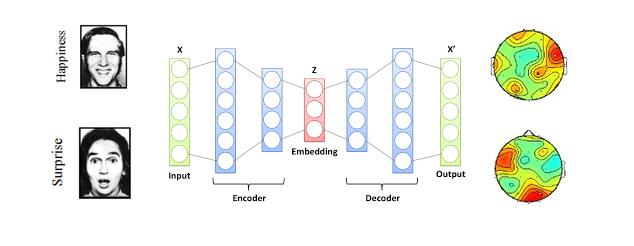 Happiness
Surprise
X
Input
Encoder
Z
Embedding
Decoder
X'
Output